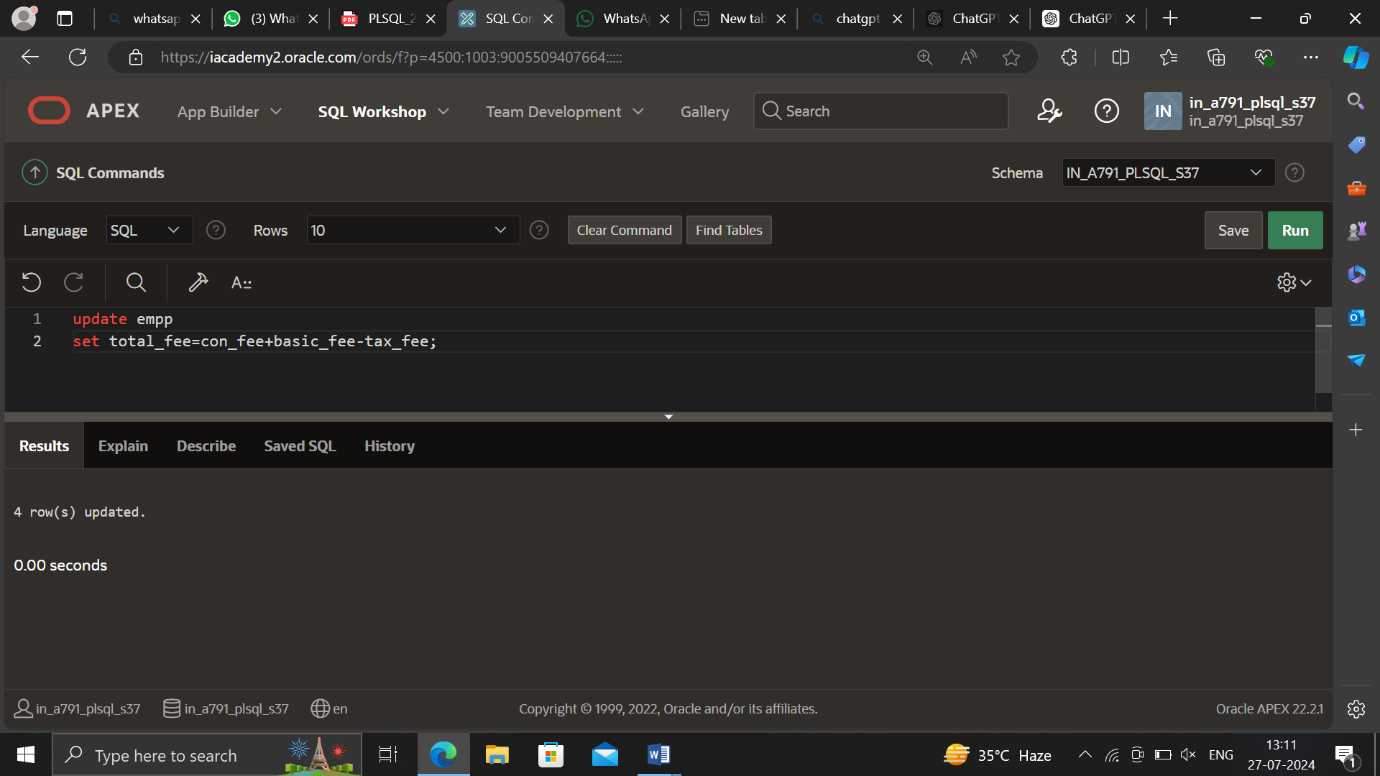 whatsap
(3) Wha
PLSQL_2
SQL Con
WhatsA
New tab
chatgpt
ChatGPT
ChatGPT
https://iacademy2.oracle.com/ords/f?p=4500:1003:9005509407664:::::
APEX App Builder SQL Workshop Team Development Gallery Search
IN in_a791_plsql_s37
in_a791_plsql_s37
SQL Commands Schema IN_A791_PLSQL_S37
Language SQL Rows 10 Clear Command Find Tables Save Run
A::
1 update empp
2 set total_fee=con_fee+basic_fee-tax_fee;
Results Explain Describe Saved SQL History
4 row(s) updated.
0.00 seconds
in_a791_plsql_s37 in_a791_plsql_s37 en Copyright © 1999, 2022, Oracle and/or its affiliates. Oracle APEX 22.2.1
Type here to search 35°C Haze ENG 13:11
27-07-2024
1